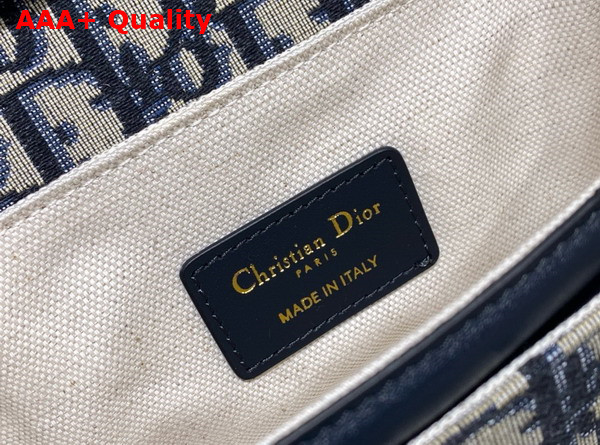 AAA+ Quality
Christian Dior
PARIS
MADE IN ITALY